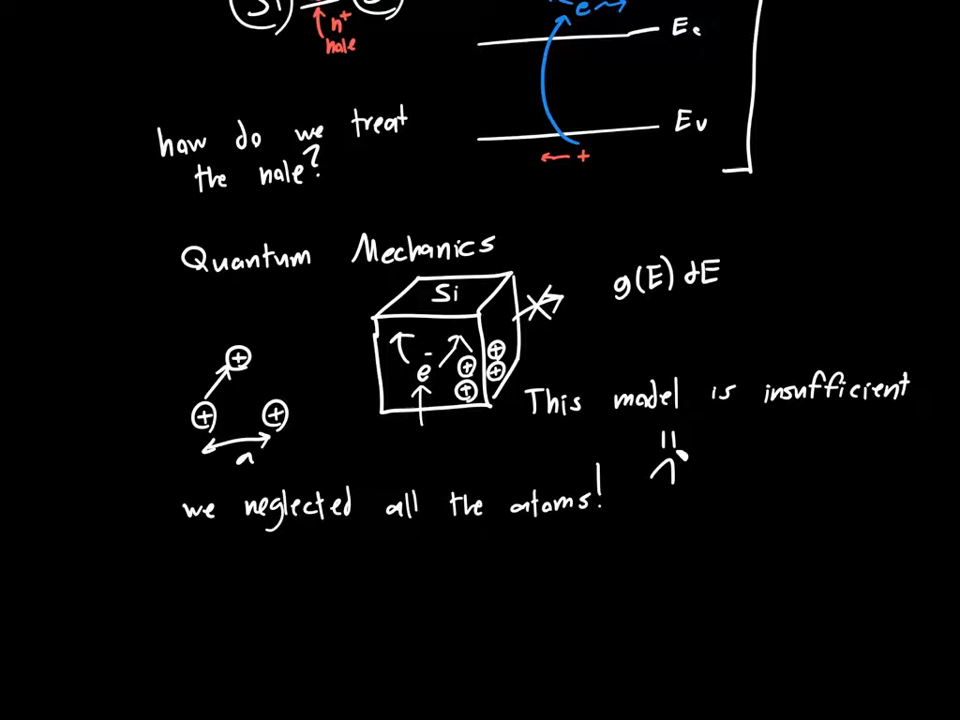 Si
h+
hole
e
Ec
Ev
+
how do we treat
the hole?
Quantum Mechanics
Si
g(E) dE
e-
+
+ +
+ +
+ +
a
This model is insufficient
we neglected all the atoms!